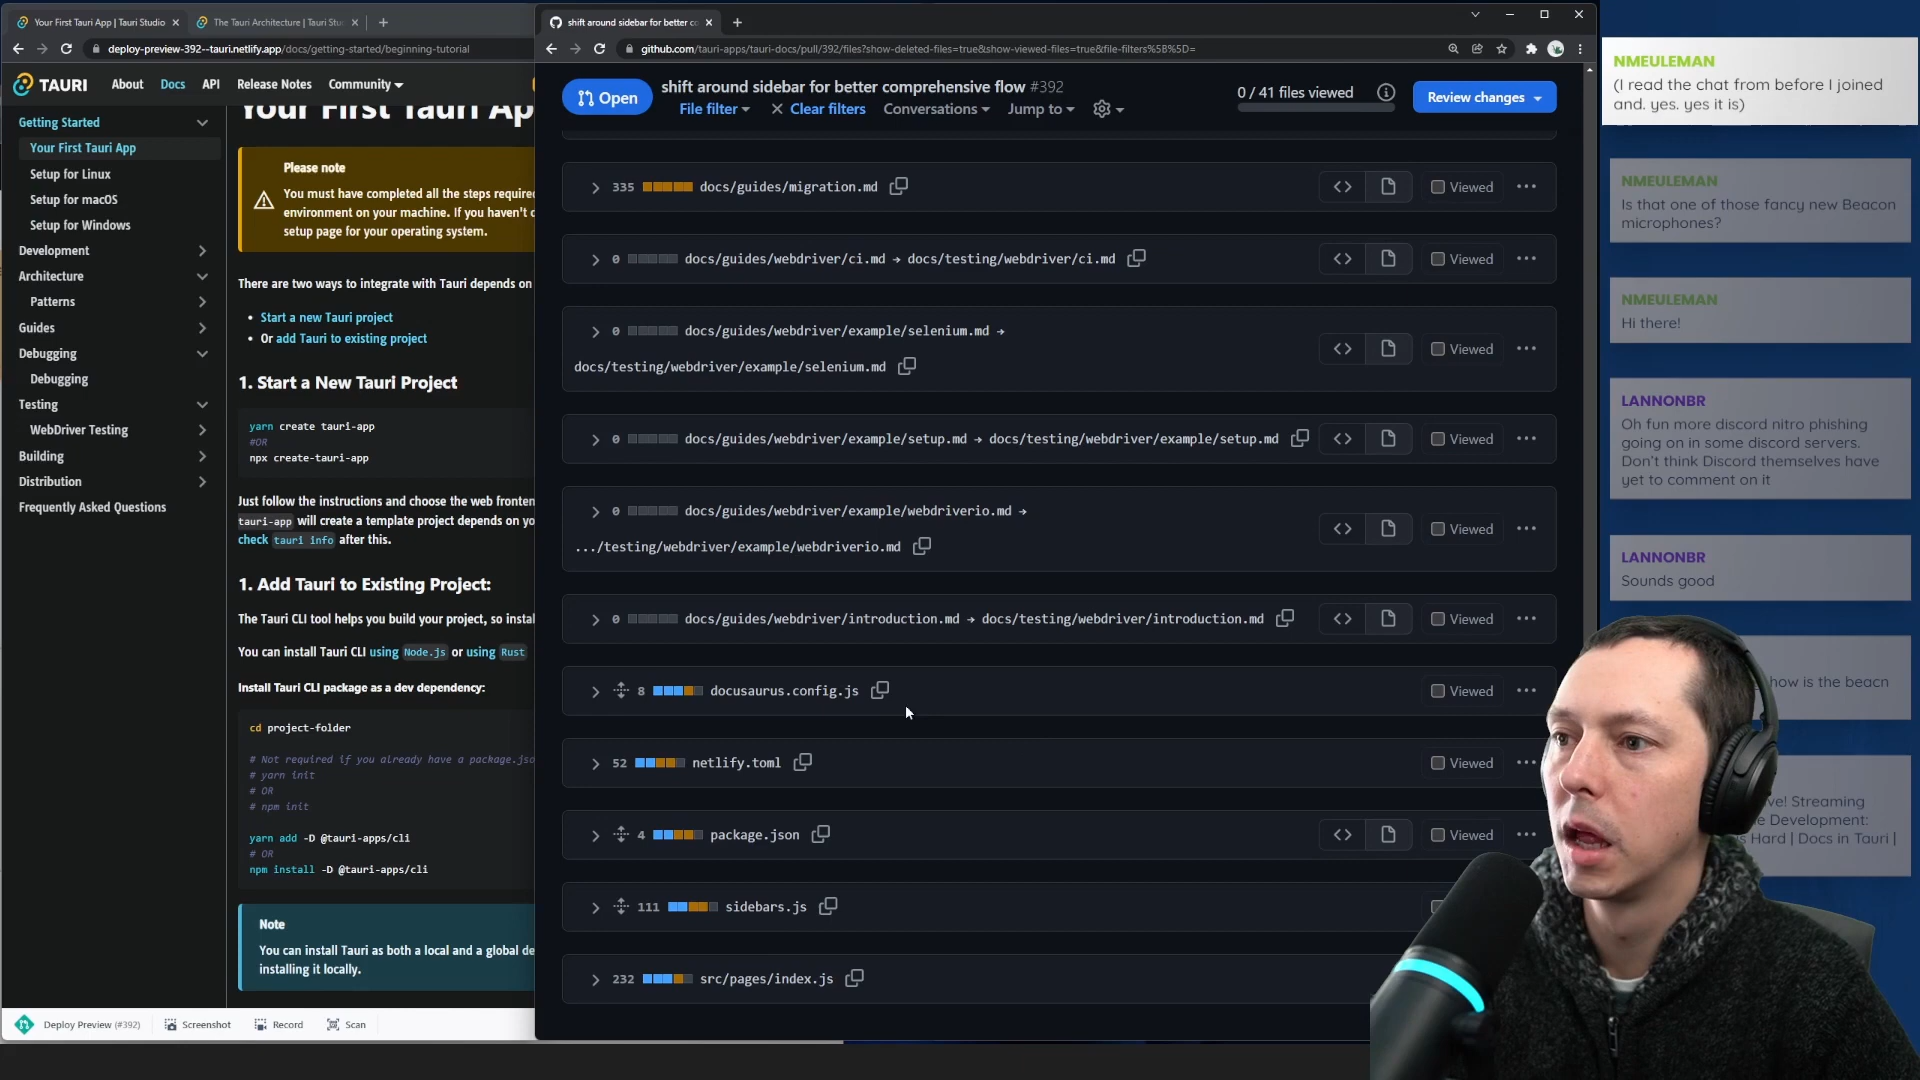 Your First Tauri App | Tauri Studio
The Tauri Architecture | Tauri Stu
deploy-preview-392--tauri.netlify.app/docs/getting-started/beginning-tutorial
TAURI
About
Docs
API
Release Notes
Community
Getting Started
Your First Tauri App
Setup for Linux
Setup for macOS
Setup for Windows
Development
Architecture
Patterns
Guides
Debugging
Debugging
Testing
WebDriver Testing
Building
Distribution
Frequently Asked Questions
Your First Tauri Ap
Please note
You must have completed all the steps require
environment on your machine. If you haven't
setup page for your operating system.
There are two ways to integrate with Tauri depends on
• Start a new Tauri project
• Or add Tauri to existing project
1. Start a New Tauri Project
yarn create tauri-app
#OR
npx create-tauri-app
Just follow the instructions and choose the web fronten
tauri-app will create a template project depends on yo
check tauri info after this.
1. Add Tauri to Existing Project:
The Tauri CLI tool helps you build your project, so instal
You can install Tauri CLI using Node.js or using Rust
Install Tauri CLI package as a dev dependency:
cd project-folder
# Not required if you already have a package.jso
# yarn init
# OR
# npm init
yarn add -D @tauri-apps/cli
# OR
npm install -D @tauri-apps/cli
Note
You can install Tauri as both a local and a global de
installing it locally.
Deploy Preview (#392)
Screenshot
Record
Scan
shift around sidebar for better co
github.com/tauri-apps/tauri-docs/pull/392/files?show-deleted-files=true&show-viewed-files=true&file-filters%5B%5D=
Open
shift around sidebar for better comprehensive flow #392
File filter
Clear filters
Conversations
Jump to
0 / 41 files viewed
Review changes
335 docs/guides/migration.md
Viewed
0 docs/guides/webdriver/ci.md → docs/testing/webdriver/ci.md
Viewed
0 docs/guides/webdriver/example/selenium.md →
docs/testing/webdriver/example/selenium.md
Viewed
0 docs/guides/webdriver/example/setup.md → docs/testing/webdriver/example/setup.md
Viewed
0 docs/guides/webdriver/example/webdriverio.md →
.../testing/webdriver/example/webdriverio.md
Viewed
0 docs/guides/webdriver/introduction.md → docs/testing/webdriver/introduction.md
Viewed
8 docusaurus.config.js
Viewed
52 netlify.toml
Viewed
4 package.json
Viewed
111 sidebars.js
232 src/pages/index.js
NMEULEMAN
(I read the chat from before I joined
and. yes. yes it is)
NMEULEMAN
Is that one of those fancy new Beacon
microphones?
NMEULEMAN
Hi there!
LANNONBR
Oh fun more discord nitro phishing
going on in some discord servers.
Don't think Discord themselves have
yet to comment on it
LANNONBR
Sounds good
how is the beacn
ve! Streaming
e Development:
s Hard | Docs in Tauri |